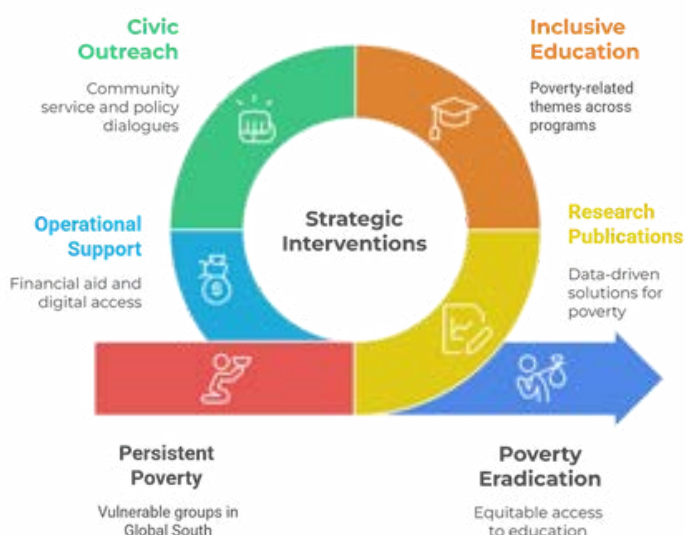 Civic
Outreach
Community
service and policy
dialogues
Inclusive
Education
Poverty-related
themes across
programs
Operational
Support
Financial aid and
digital access
Strategic
Interventions
Research
Publications
Data-driven
solutions for
poverty
Persistent
Poverty
Vulnerable groups in
Global South
Poverty
Eradication
Equitable access
to education